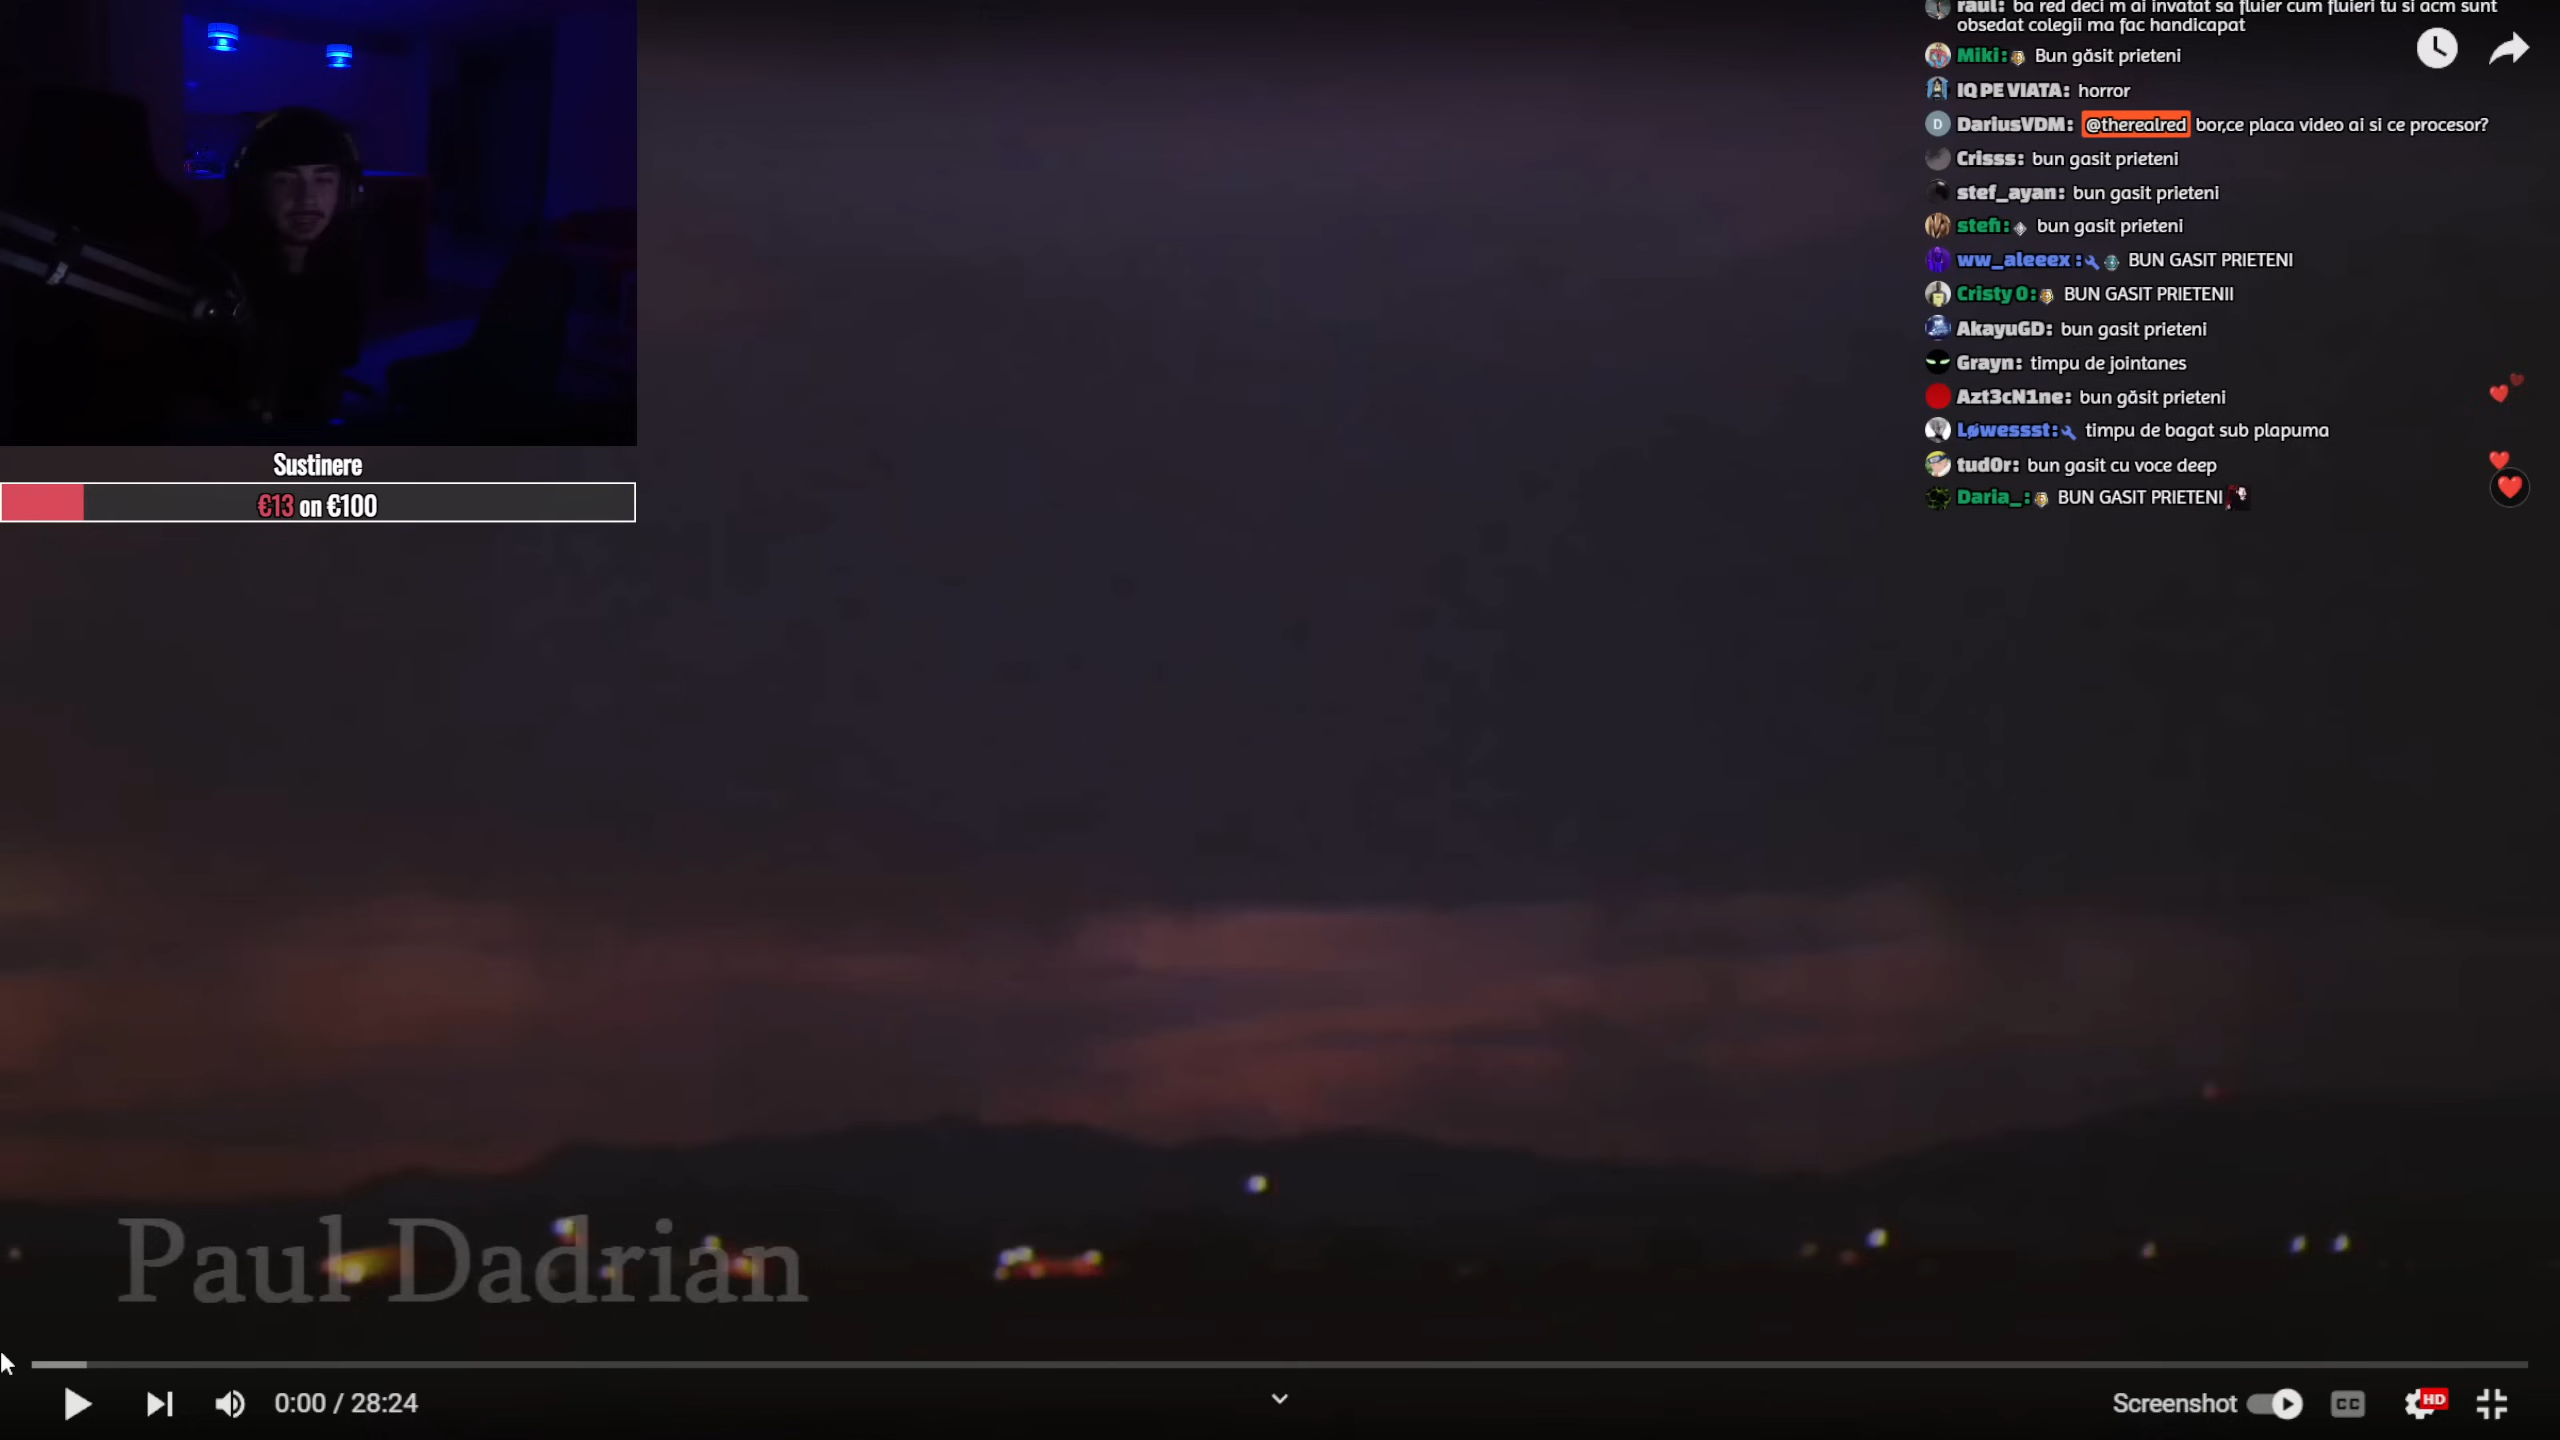 raul: ba red deci m ai invatat sa fluier cum fluieri tu si acm sunt
obsedat colegii ma fac handicapat
Miki: Bun găsit prieteni
IQ PE VIATA: horror
D DariusVDM: @therealred bor,ce placa video ai si ce procesor?
Crisss: bun gasit prieteni
stef_ayan: bun gasit prieteni
stefi: bun gasit prieteni
ww_aleeex : BUN GASIT PRIETENI
Cristy 0: BUN GASIT PRIETENII
AkayuGD: bun gasit prieteni
Grayn: timpu de jointanes
Azt3cN1ne: bun găsit prieteni
Løwessst: timpu de bagat sub plapuma
tud0r: bun gasit cu voce deep
Daria_: BUN GASIT PRIETENI
Sustinere
€13 on €100
Paul Dadrian
0:00 / 28:24
Screenshot CC HD